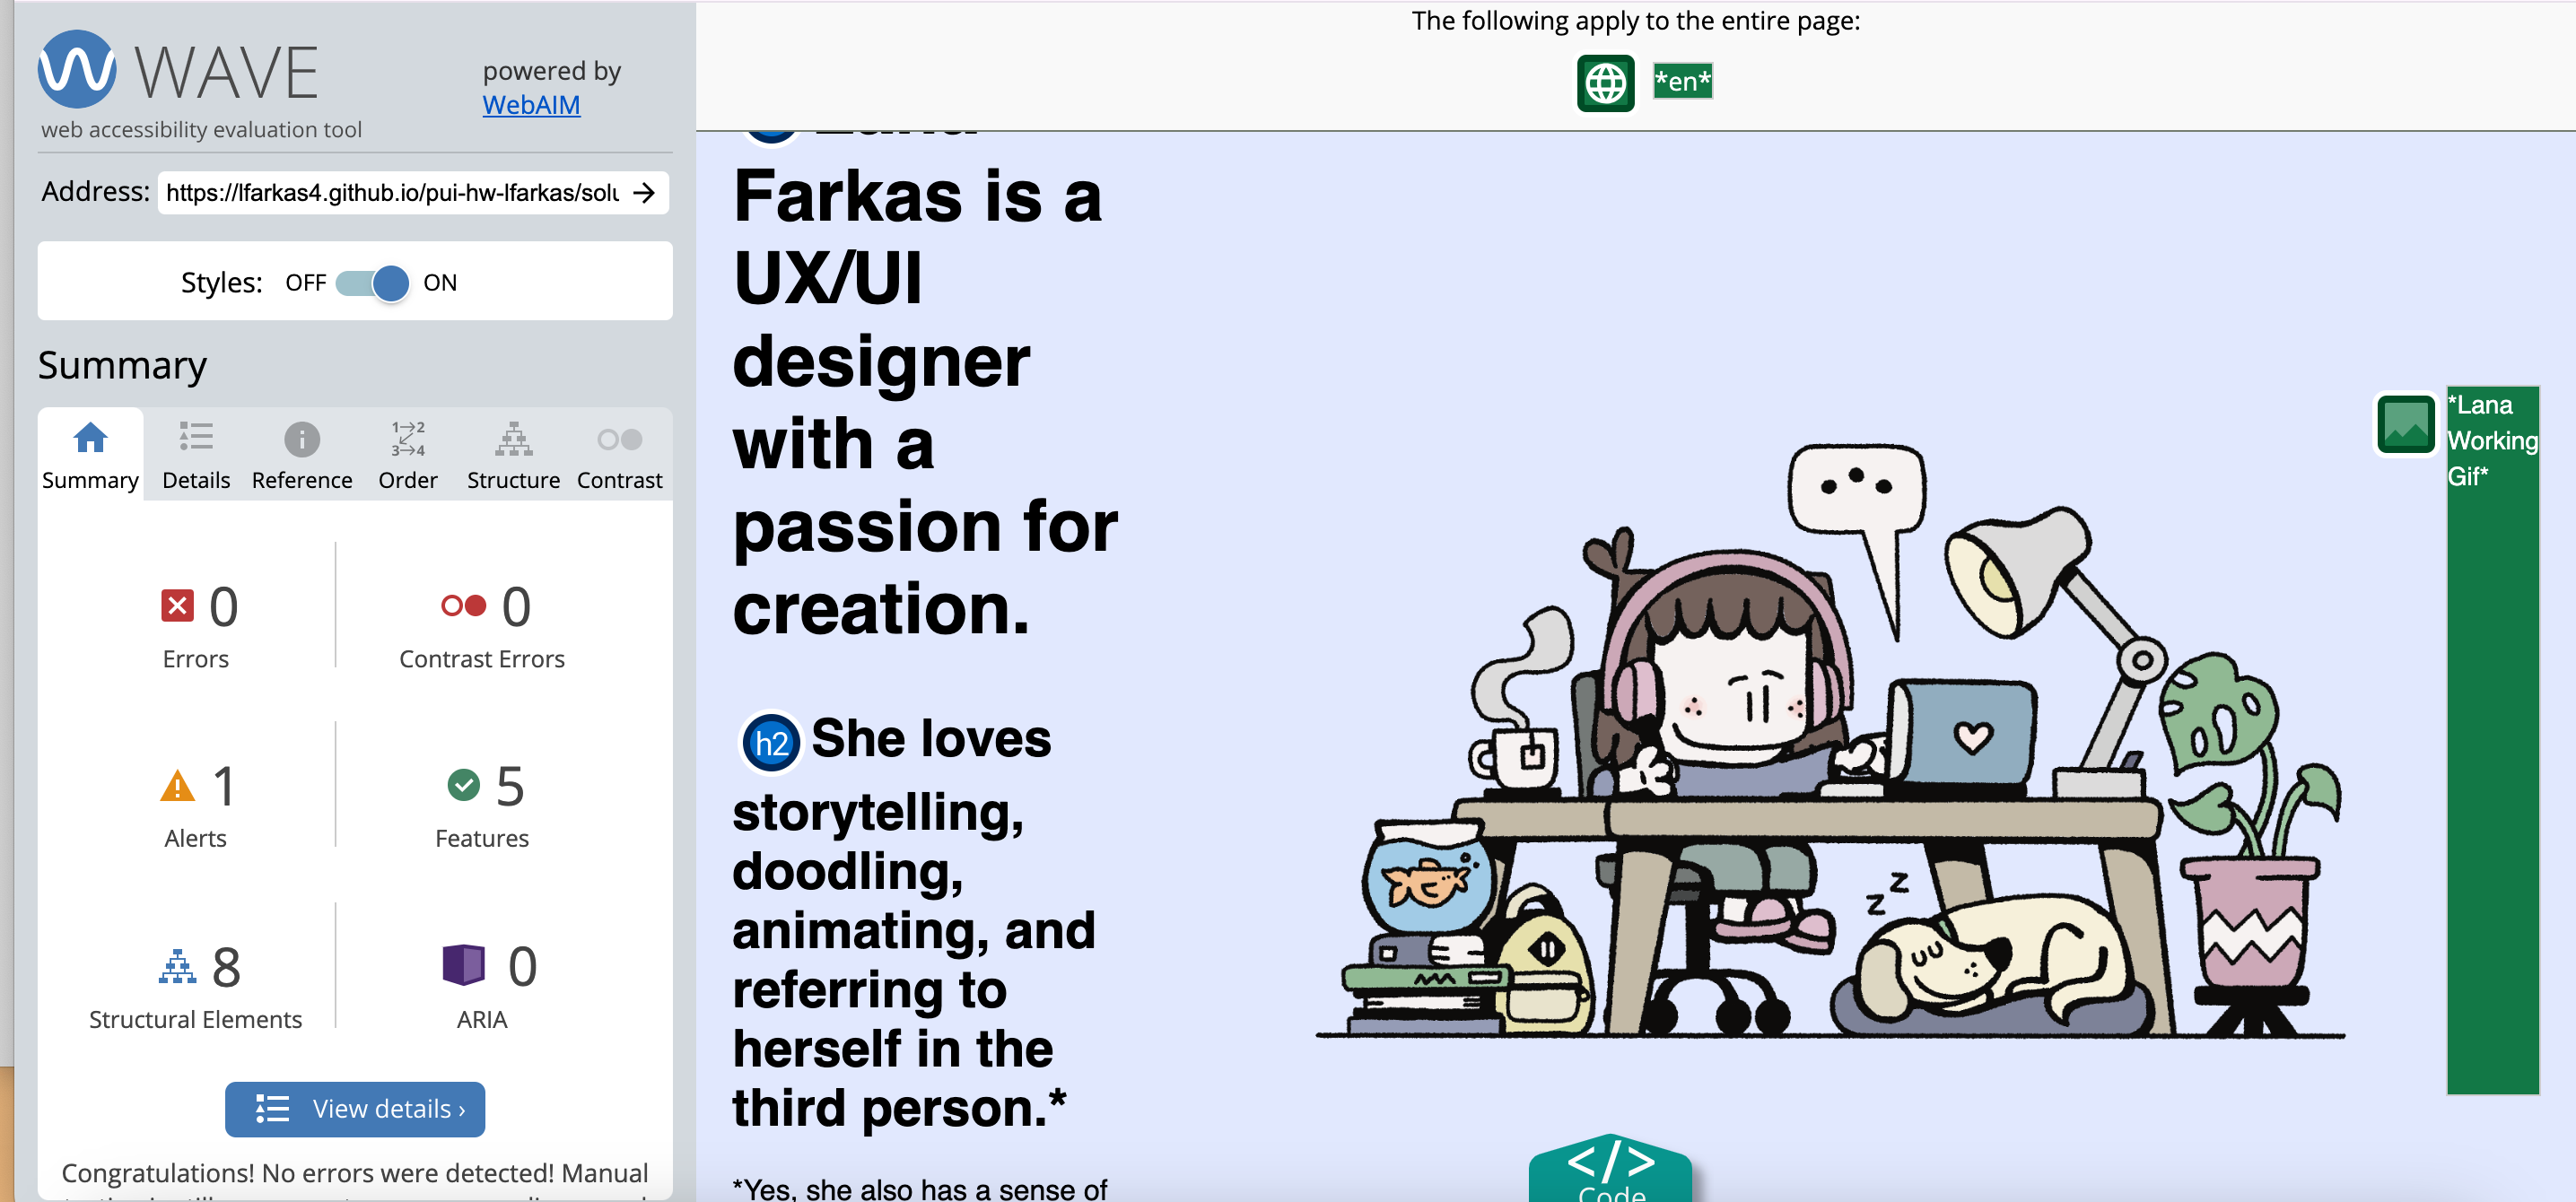 WAVE
powered by
WebAIM
web accessibility evaluation tool
Address: https://lfarkas4.github.io/pui-hw-lfarkas/solu
Styles: OFF ON
Summary
1→2
3→4
Summary Details Reference Order Structure Contrast
0
Errors
0
Contrast Errors
1
Alerts
5
Features
8
Structural Elements
0
ARIA
View details ›
Congratulations! No errors were detected! Manual
The following apply to the entire page:
*en*
Farkas is a
UX/UI
designer
with a
passion for
creation.
h2 She loves
storytelling,
doodling,
animating, and
referring to
herself in the
third person.*
*Yes, she also has a sense of
*Lana
Working
Gif*
z z
</>
Code